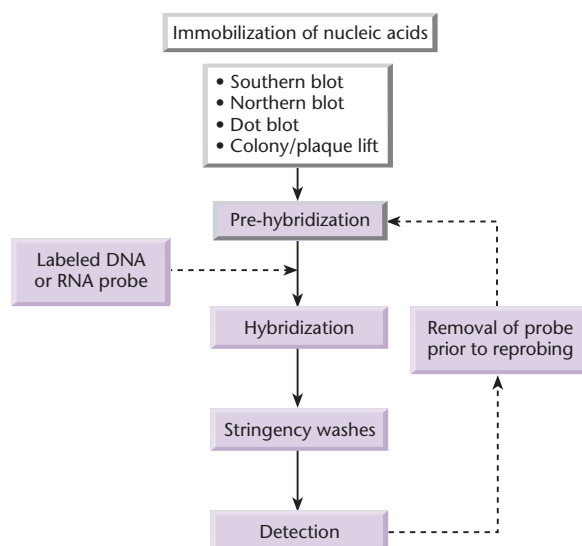 Immobilization of nucleic acids
• Southern blot
• Northern blot
• Dot blot
• Colony/plaque lift
Pre-hybridization
Labeled DNA
or RNA probe
Hybridization
Removal of probe
prior to reprobing
Stringency washes
Detection